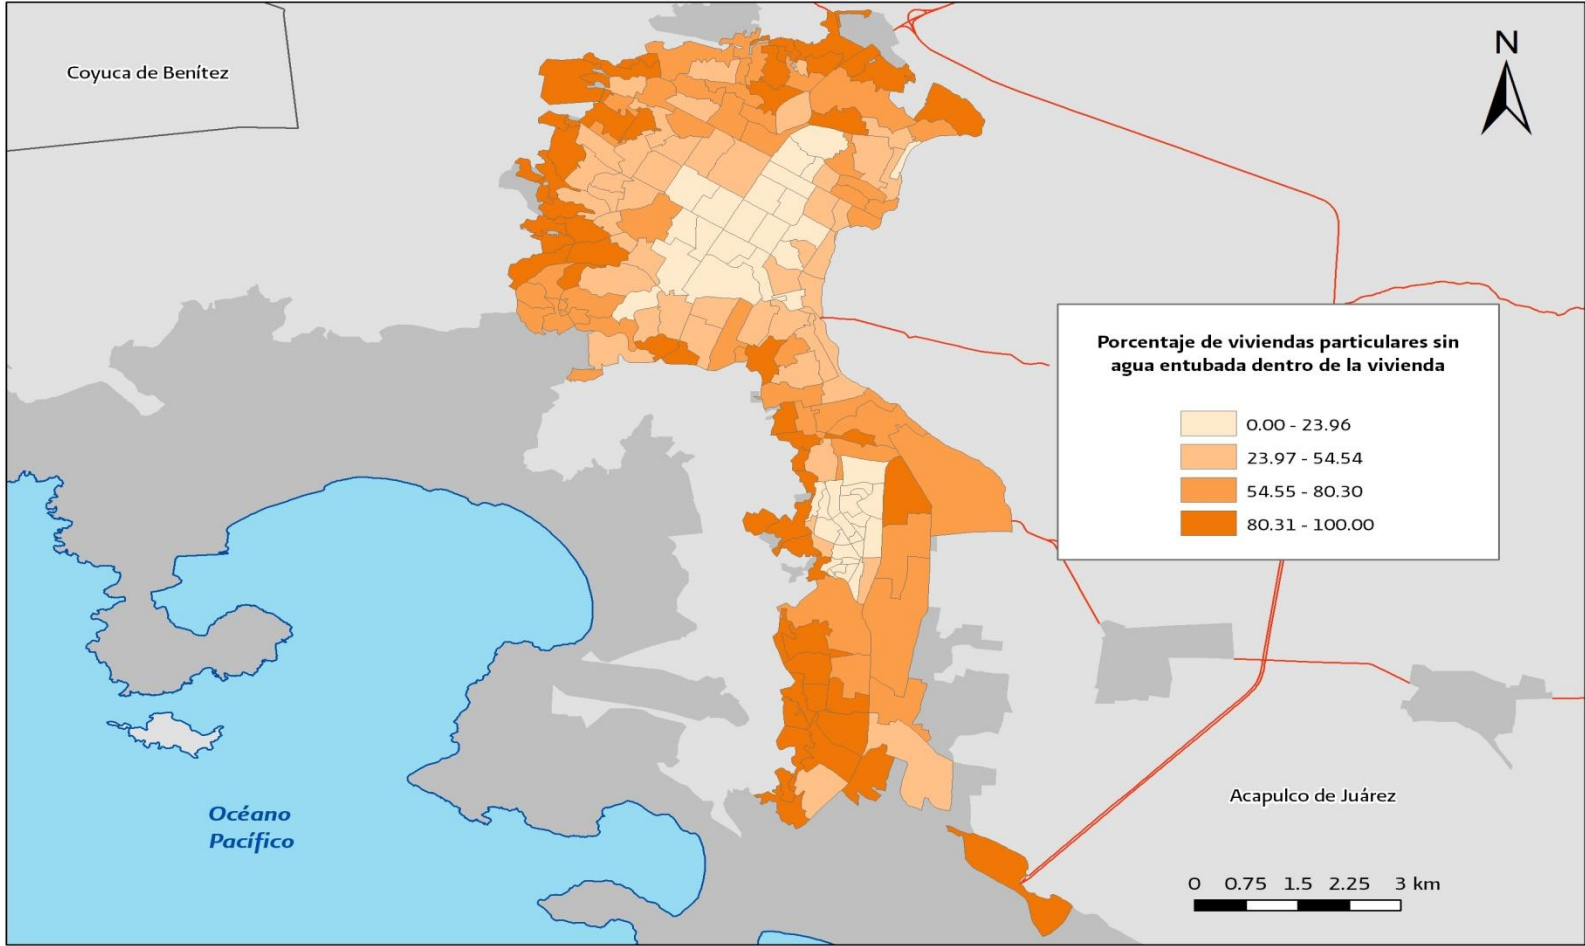 Coyuca de Benítez
N
Porcentaje de viviendas particulares sin
agua entubada dentro de la vivienda
0.00 - 23.96
23.97 - 54.54
54.55 - 80.30
80.31 - 100.00
Acapulco de Juárez
Océano
Pacífico
0 0.75 1.5 2.25 3 km